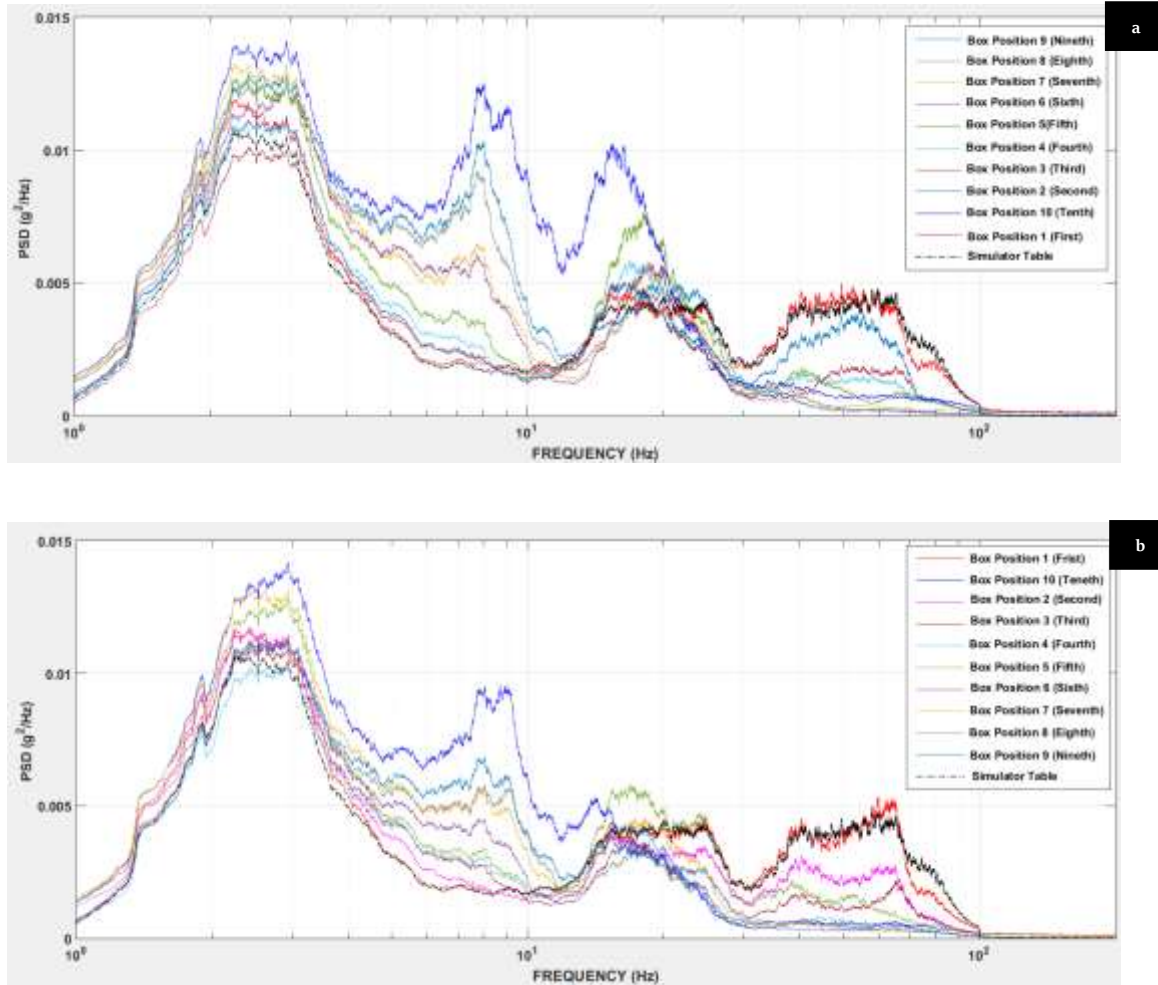 a
0.015
0.01
0.005
0
PSD (g²/Hz)
Box Position 9 (Nineth)
Box Position 8 (Eighth)
Box Position 7 (Seventh)
Box Position 6 (Sixth)
Box Position 5(Fifth)
Box Position 4 (Fourth)
Box Position 3 (Third)
Box Position 2 (Second)
Box Position 10 (Tenth)
Box Position 1 (First)
Simulator Table
10⁰ 10¹ 10²
FREQUENCY (Hz)
b
0.015
0.01
0.005
0
PSD (g²/Hz)
Box Position 1 (Frist)
Box Position 10 (Teneth)
Box Position 2 (Second)
Box Position 3 (Third)
Box Position 4 (Fourth)
Box Position 5 (Fifth)
Box Position 6 (Sixth)
Box Position 7 (Seventh)
Box Position 8 (Eighth)
Box Position 9 (Nineth)
Simulator Table
10⁰ 10¹ 10²
FREQUENCY (Hz)